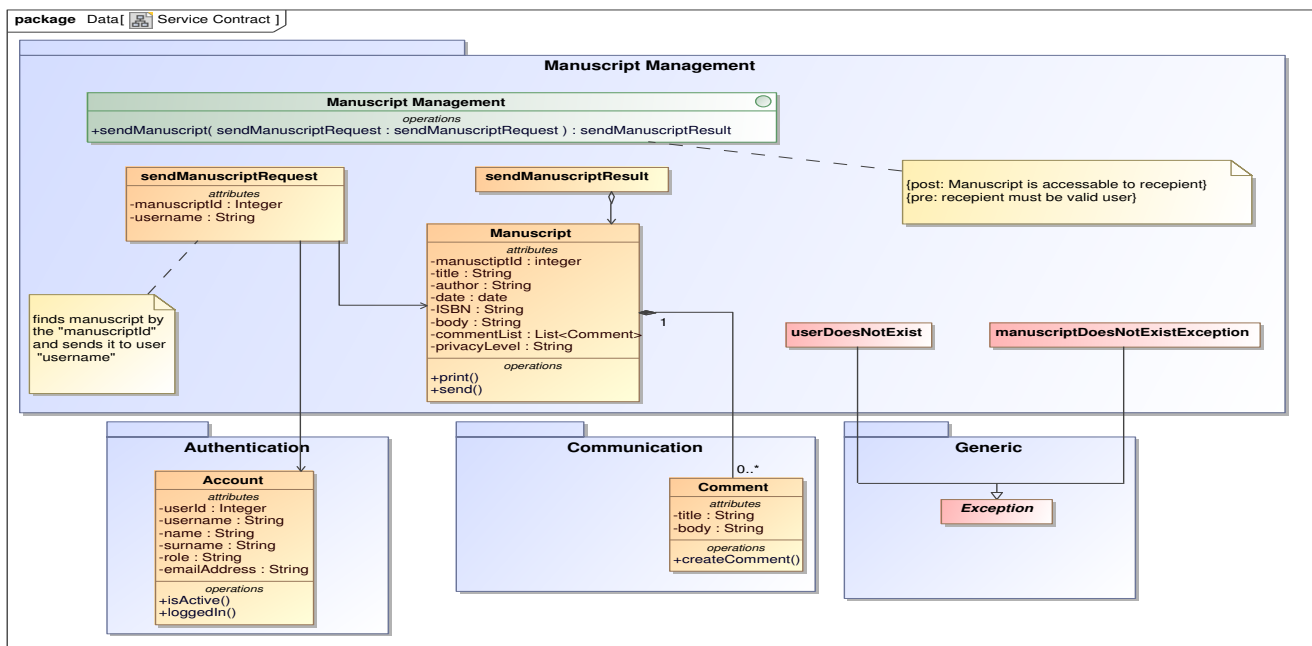 package Data[ Service Contract ]
Manuscript Management
Manuscript Management
operations
+sendManuscript( sendManuscriptRequest : sendManuscriptRequest ) : sendManuscriptResult
sendManuscriptRequest
attributes
-manuscriptId : Integer
-username : String
sendManuscriptResult
{post: Manuscript is accessable to recepient}
{pre: recepient must be valid user}
Manuscript
attributes
-manusctiptId : integer
-title : String
-author : String
-date : date
-ISBN : String
-body : String
-commentList : List<Comment>
-privacyLevel : String
operations
+print()
+send()
1
finds manuscript by
the "manuscriptId"
and sends it to user
"username"
userDoesNotExist
manuscriptDoesNotExistException
Authentication
Account
attributes
-userId : Integer
-username : String
-name : String
-surname : String
-role : String
-emailAddress : String
operations
+isActive()
+loggedIn()
Communication
0..*
Comment
attributes
-title : String
-body : String
operations
+createComment()
Generic
Exception